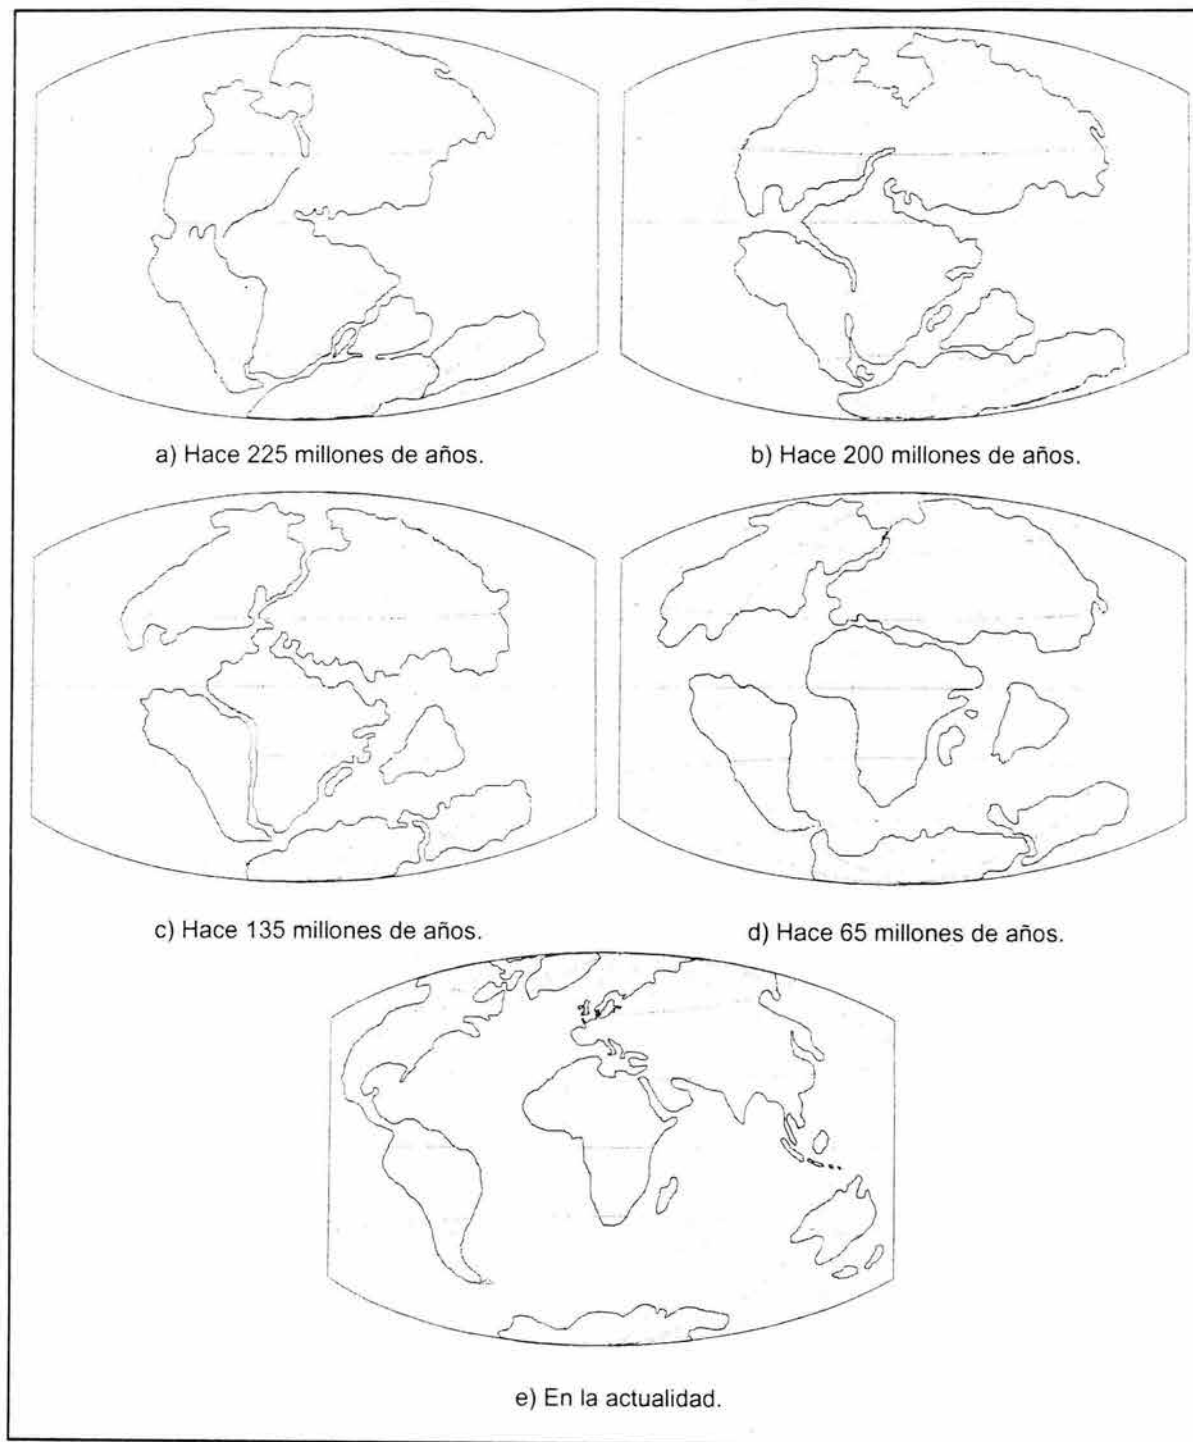 a) Hace 225 millones de años.
b) Hace 200 millones de años.
c) Hace 135 millones de años.
d) Hace 65 millones de años.
e) En la actualidad.